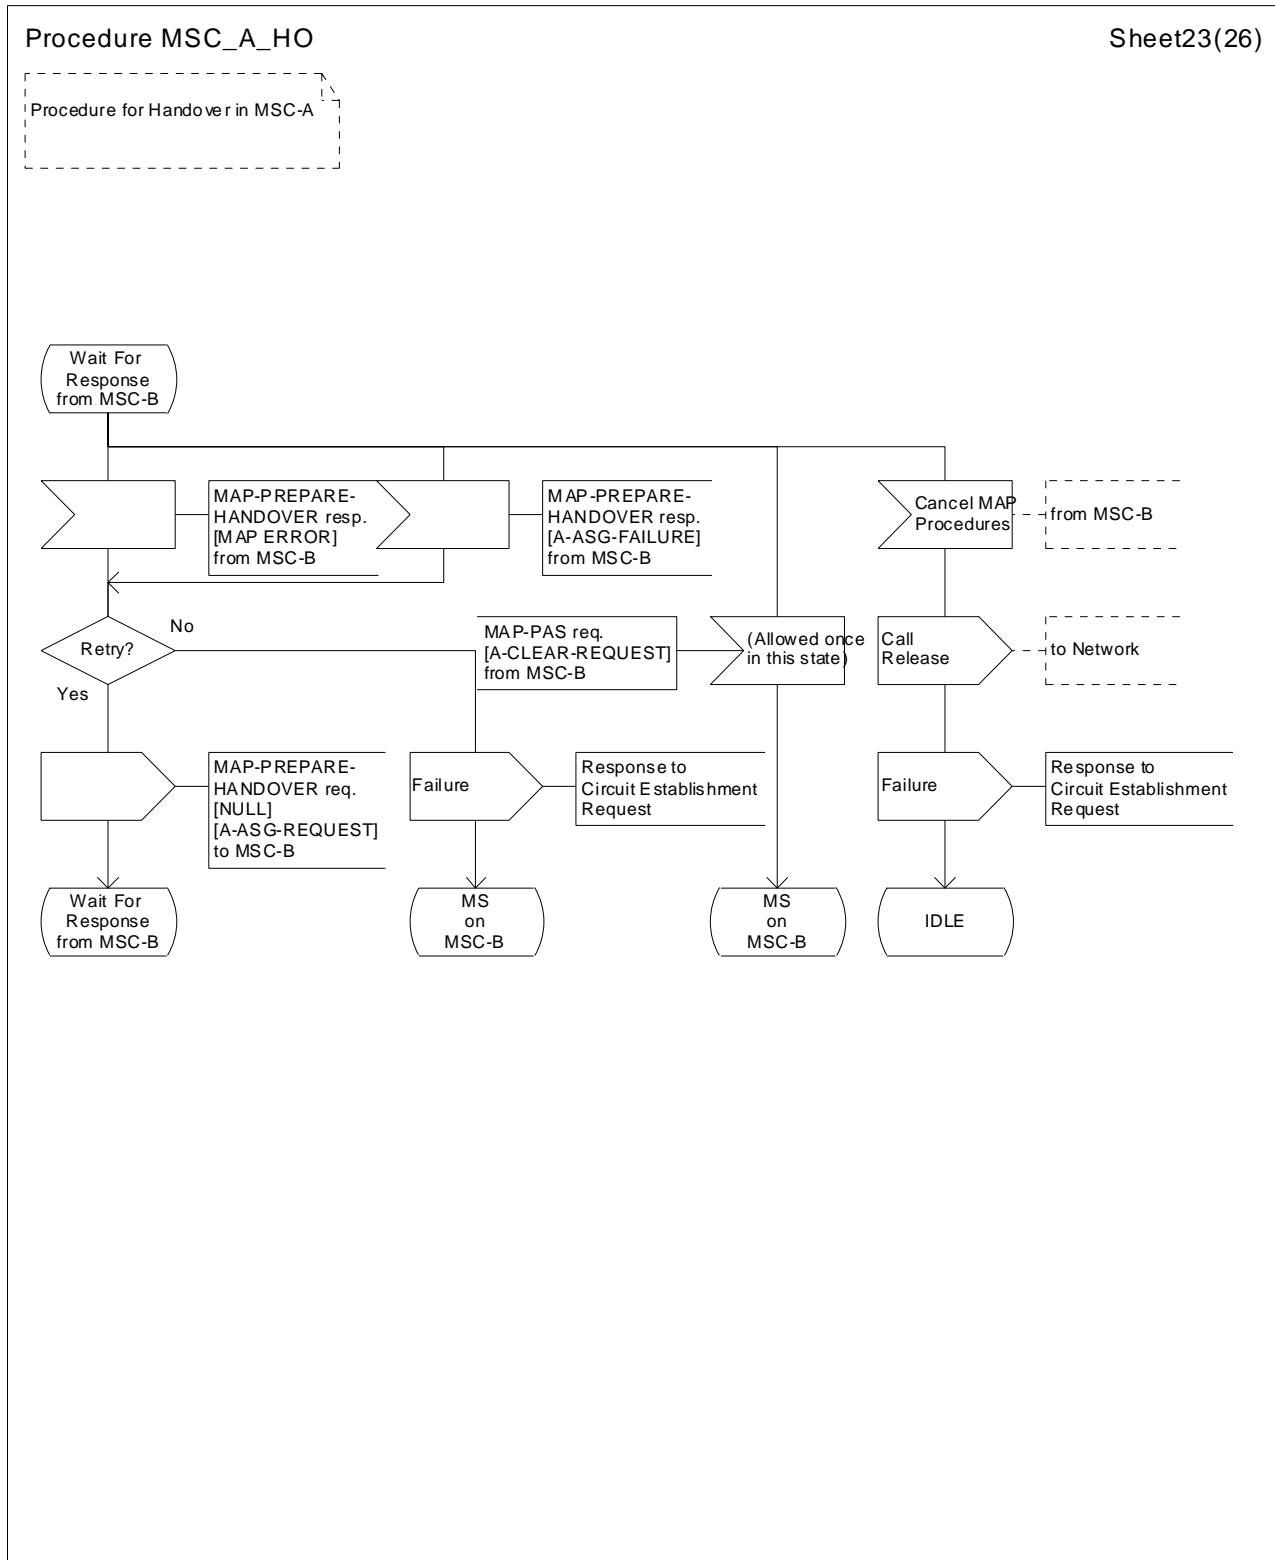 Procedure MSC_A_HO
Sheet23(26)
Procedure for Handover in MSC-A
Wait For
Response
from MSC-B
MAP-PREPARE-
HANDOVER resp.
[MAP ERROR]
from MSC-B
MAP-PREPARE-
HANDOVER resp.
[A-ASG-FAILURE]
from MSC-B
Cancel MAP
Procedures
from MSC-B
Retry?
No
Yes
MAP-PAS req.
[A-CLEAR-REQUEST]
from MSC-B
(Allowed once
in this state)
Call
Release
to Network
MAP-PREPARE-
HANDOVER req.
[NULL]
[A-ASG-REQUEST]
to MSC-B
Failure
Response to
Circuit Establishment
Request
Failure
Response to
Circuit Establishment
Request
Wait For
Response
from MSC-B
MS
on
MSC-B
MS
on
MSC-B
IDLE